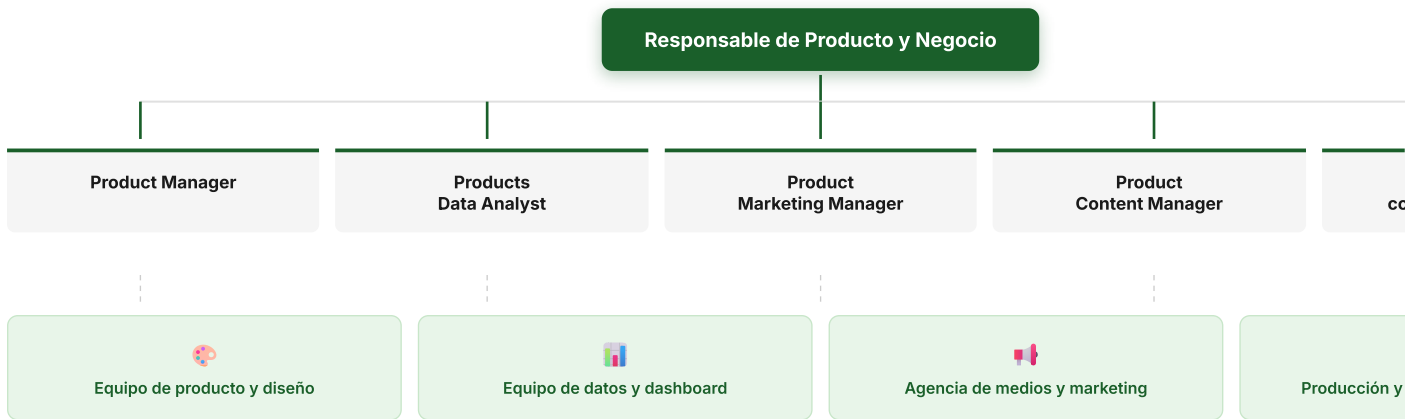 Responsable de Producto y Negocio
Product Manager
Products
Data Analyst
Product
Marketing Manager
Product
Content Manager
Equipo de producto y diseño
Equipo de datos y dashboard
Agencia de medios y marketing
Producción y